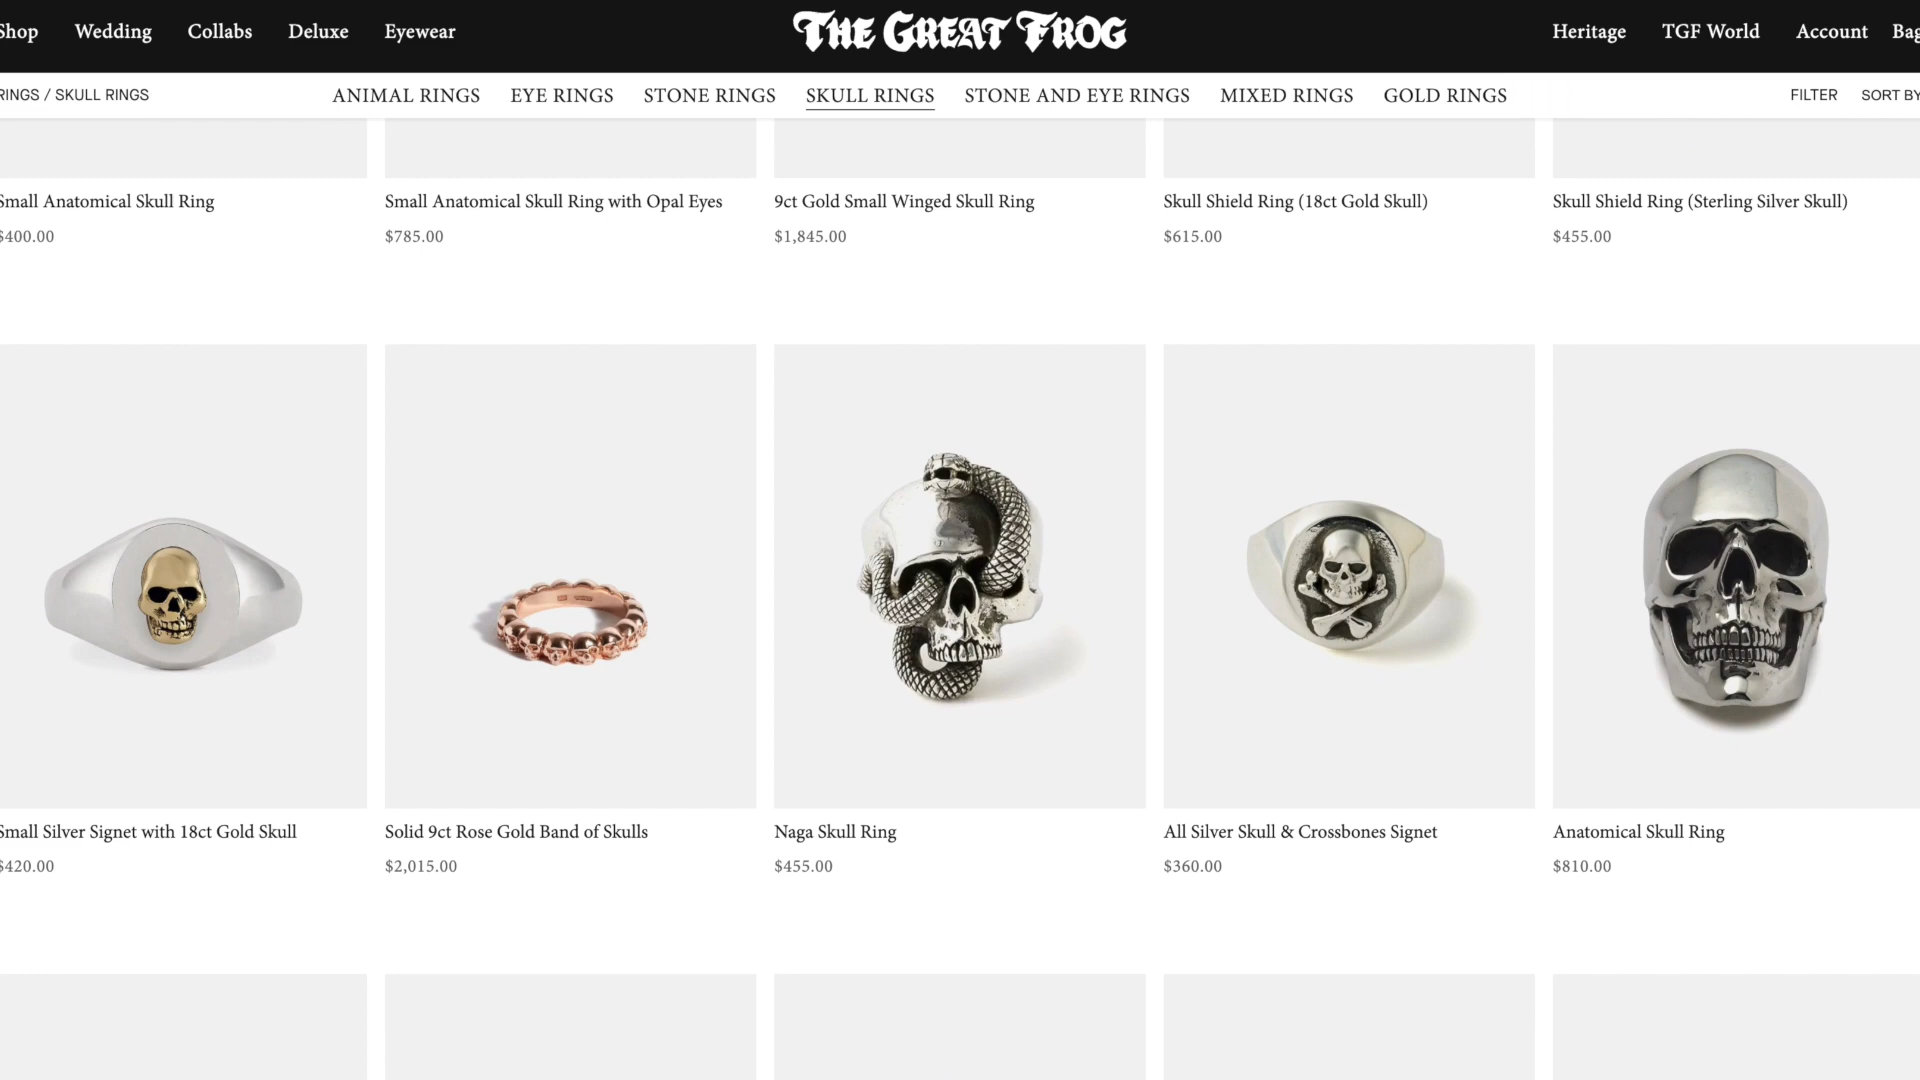 Shop Wedding Collabs Deluxe Eyewear THE GREAT FROG Heritage TGF World Account Bag
RINGS / SKULL RINGS ANIMAL RINGS EYE RINGS STONE RINGS SKULL RINGS STONE AND EYE RINGS MIXED RINGS GOLD RINGS FILTER SORT BY
Small Anatomical Skull Ring
$400.00
Small Anatomical Skull Ring with Opal Eyes
$785.00
9ct Gold Small Winged Skull Ring
$1,845.00
Skull Shield Ring (18ct Gold Skull)
$615.00
Skull Shield Ring (Sterling Silver Skull)
$455.00
Small Silver Signet with 18ct Gold Skull
$420.00
Solid 9ct Rose Gold Band of Skulls
$2,015.00
Naga Skull Ring
$455.00
All Silver Skull & Crossbones Signet
$360.00
Anatomical Skull Ring
$810.00